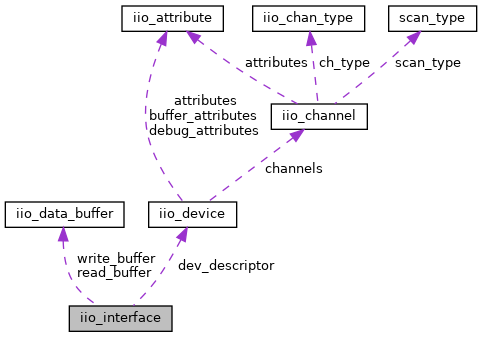 iio_attribute
iio_chan_type
scan_type
attributes
ch_type
scan_type
attributes
buffer_attributes
debug_attributes
iio_channel
channels
iio_data_buffer
iio_device
write_buffer
read_buffer
dev_descriptor
iio_interface